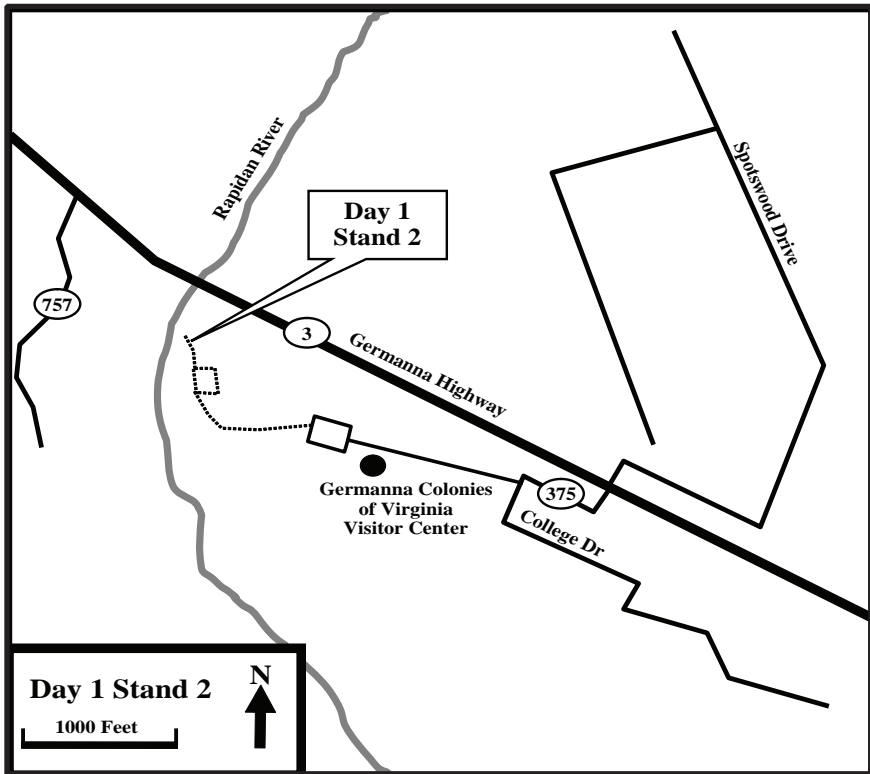 Rapidan River
Day 1
Stand 2
Spotswood Drive
757
3
Germanna Highway
375
Germanna Colonies
of Virginia
Visitor Center
College Dr
Day 1 Stand 2
N
1000 Feet